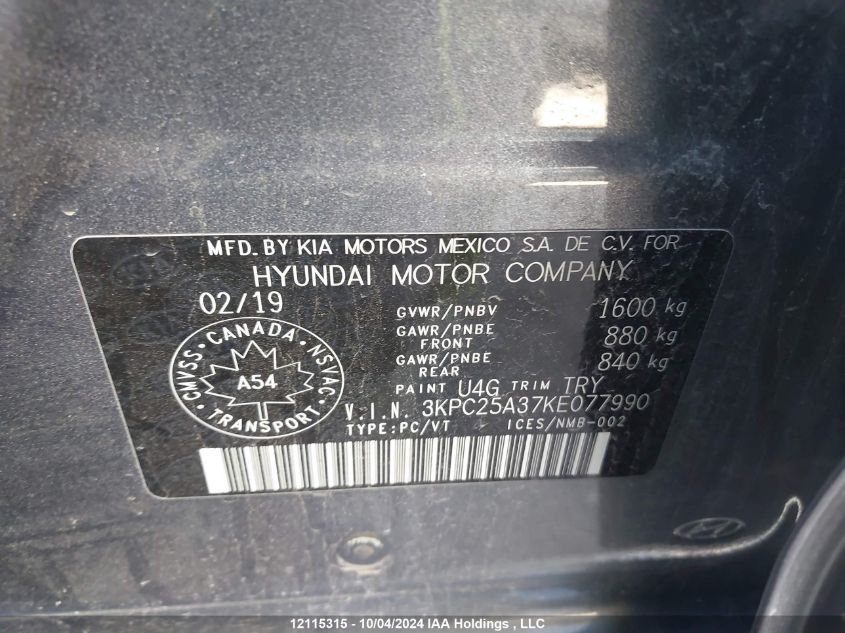 MFD. BY KIA MOTORS MEXICO S.A. DE C.V. FOR
HYUNDAI MOTOR COMPANY
02/19
GVWR/PNBV 1600 kg
GAWR/PNBE FRONT 880 kg
GAWR/PNBE REAR 840 kg
PAINT U4G TRIM TRY
V.I.N. 3KPC25A37KE077990
TYPE:PC/VT ICES/NMB-002
CMVSS · CANADA · NSVAC · TRANSPORT ·
A54
12115315 - 10/04/2024 IAA Holdings , LLC